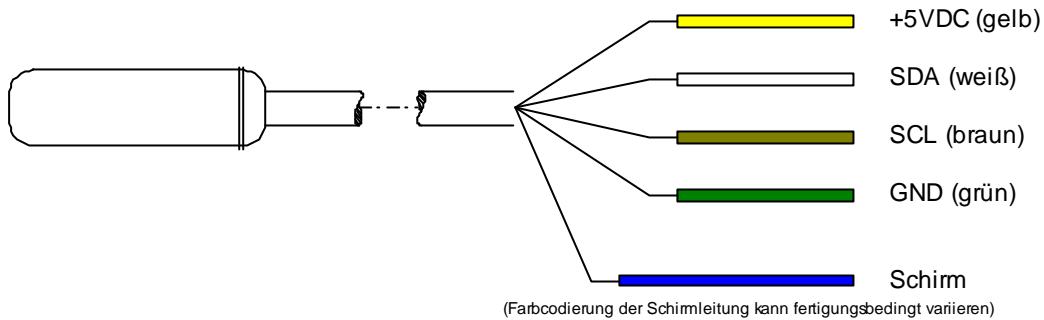 +5VDC (gelb)
SDA (weiß)
SCL (braun)
GND (grün)
Schirm
(Farbcodierung der Schirmleitung kann fertigungsbedingt variieren)